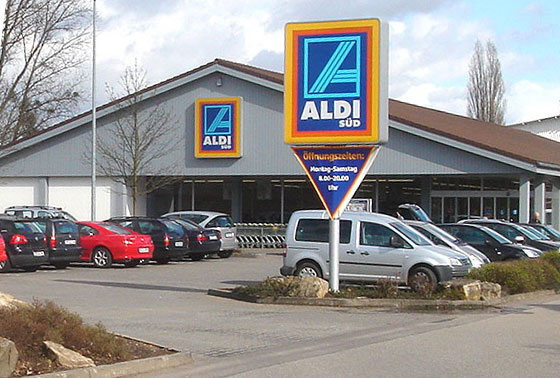 ALDI
SÜD
ALDI
SÜD
Öffnungszeiten:
Montag-Samstag
8.00-20.00
Uhr